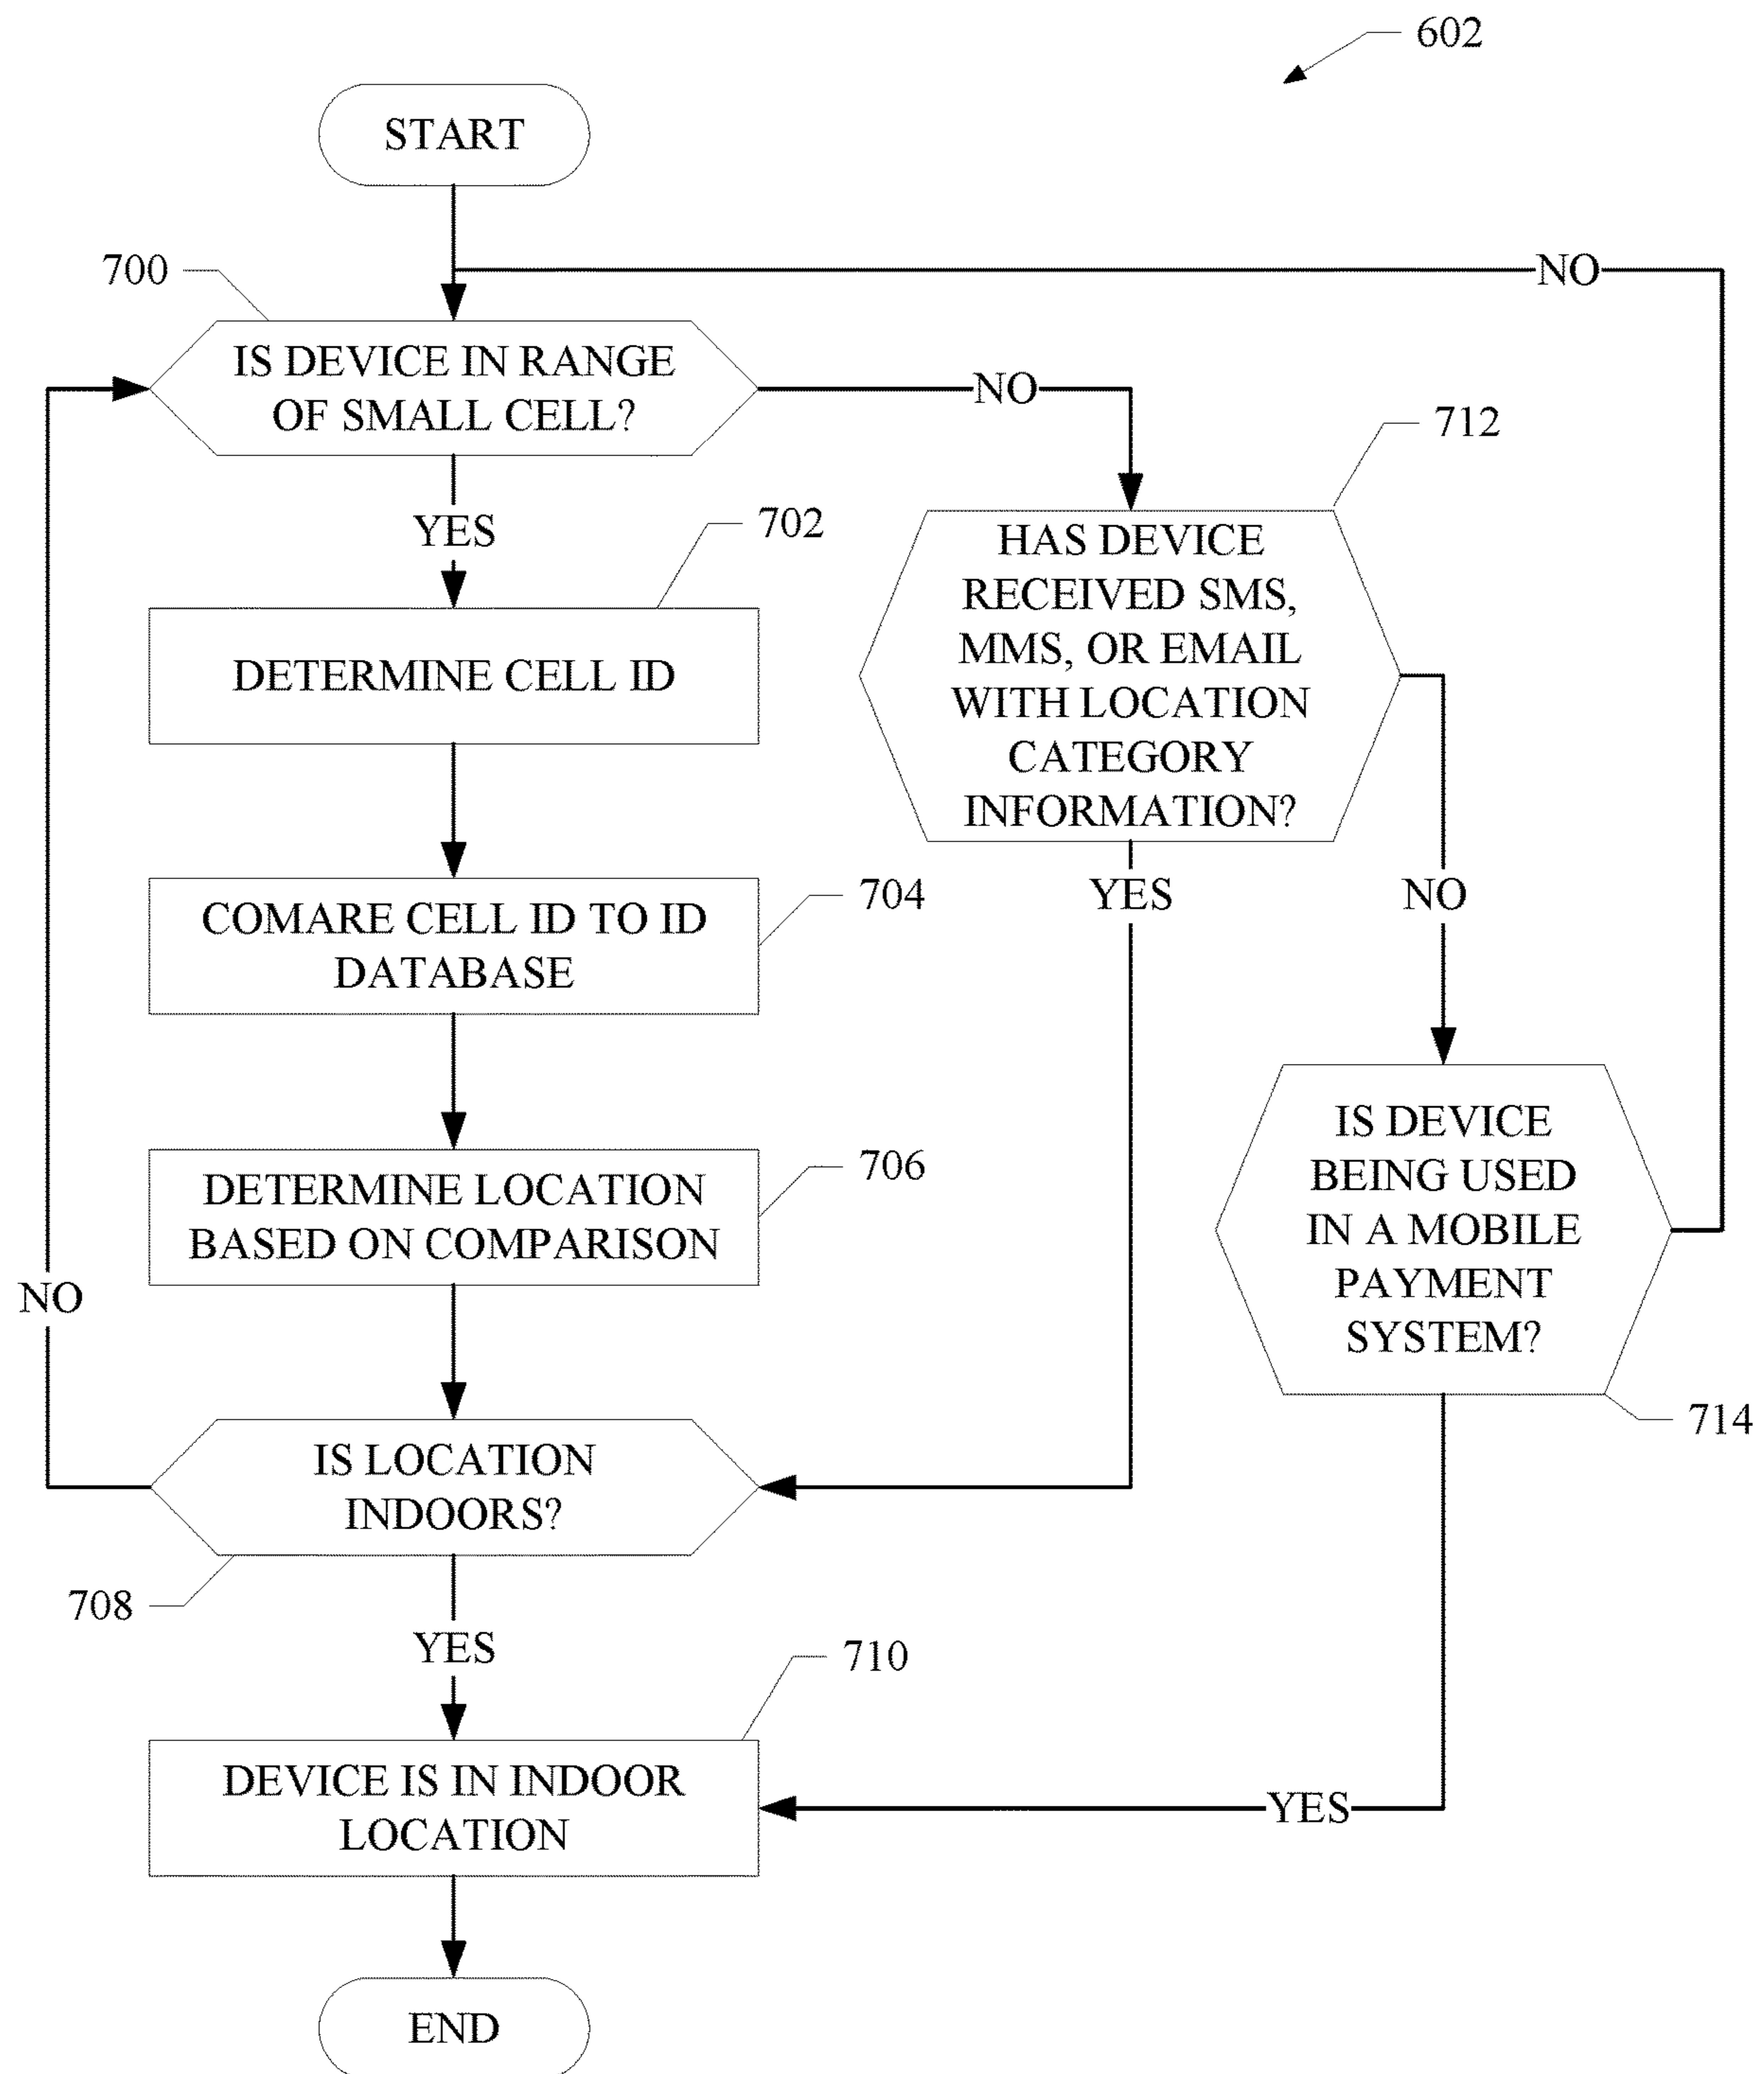 602
START
700
NO
IS DEVICE IN RANGE
OF SMALL CELL?
NO
712
YES
702
HAS DEVICE
RECEIVED SMS,
MMS, OR EMAIL
WITH LOCATION
CATEGORY
INFORMATION?
DETERMINE CELL ID
COMARE CELL ID TO ID
DATABASE
704
YES
NO
DETERMINE LOCATION
BASED ON COMPARISON
706
IS DEVICE
BEING USED
IN A MOBILE
PAYMENT
SYSTEM?
714
NO
IS LOCATION
INDOORS?
708
YES
710
DEVICE IS IN INDOOR
LOCATION
YES
END